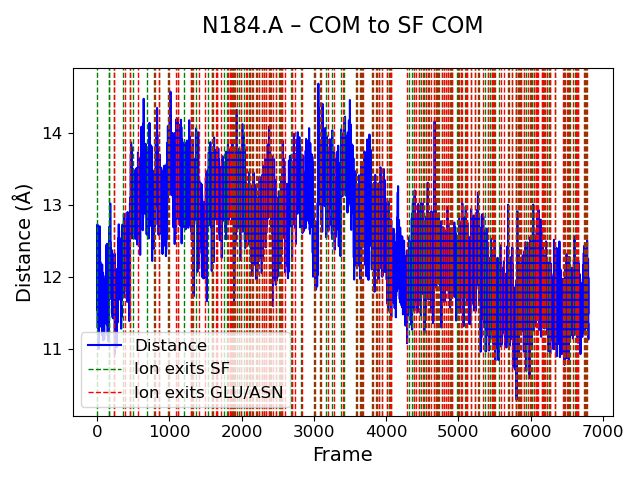 N184.A – COM to SF COM
Distance (Å)
14
13
12
11
Distance
Ion exits SF
Ion exits GLU/ASN
0 1000 2000 3000 4000 5000 6000 7000
Frame